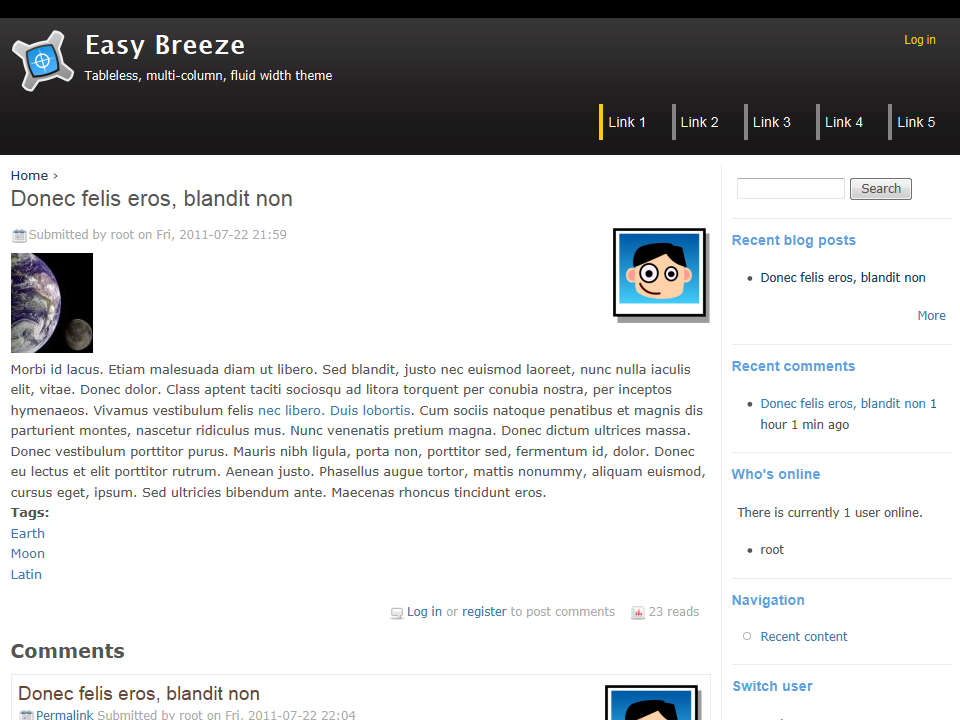 Easy Breeze
Tableless, multi-column, fluid width theme
Log in
Link 1
Link 2
Link 3
Link 4
Link 5
Home ›
Donec felis eros, blandit non
Submitted by root on Fri, 2011-07-22 21:59
Morbi id lacus. Etiam malesuada diam ut libero. Sed blandit, justo nec euismod laoreet, nunc nulla iaculis
elit, vitae. Donec dolor. Class aptent taciti sociosqu ad litora torquent per conubia nostra, per inceptos
hymenaeos. Vivamus vestibulum felis nec libero. Duis lobortis. Cum sociis natoque penatibus et magnis dis
parturient montes, nascetur ridiculus mus. Nunc venenatis pretium magna. Donec dictum ultrices massa.
Donec vestibulum porttitor purus. Mauris nibh ligula, porta non, porttitor sed, fermentum id, dolor. Donec
eu lectus et elit porttitor rutrum. Aenean justo. Phasellus augue tortor, mattis nonummy, aliquam euismod,
cursus eget, ipsum. Sed ultricies bibendum ante. Maecenas rhoncus tincidunt eros.
Tags:
Earth
Moon
Latin
Log in or register to post comments
23 reads
Comments
Donec felis eros, blandit non
Permalink Submitted by root on Fri, 2011-07-22 22:04
Search
Recent blog posts
Donec felis eros, blandit non
More
Recent comments
Donec felis eros, blandit non 1
hour 1 min ago
Who's online
There is currently 1 user online.
root
Navigation
Recent content
Switch user